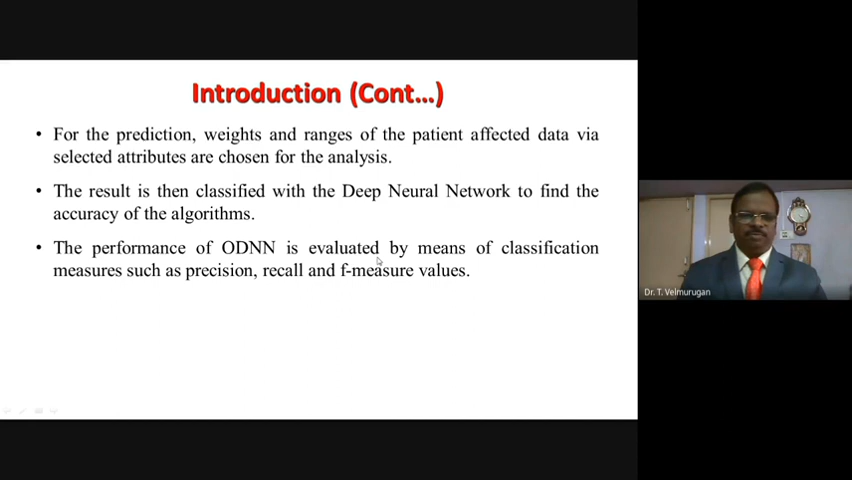 Introduction (Cont...)
• For the prediction, weights and ranges of the patient affected data via
selected attributes are chosen for the analysis.
• The result is then classified with the Deep Neural Network to find the
accuracy of the algorithms.
• The performance of ODNN is evaluated by means of classification
measures such as precision, recall and f-measure values.
Dr. T. Velmurugan